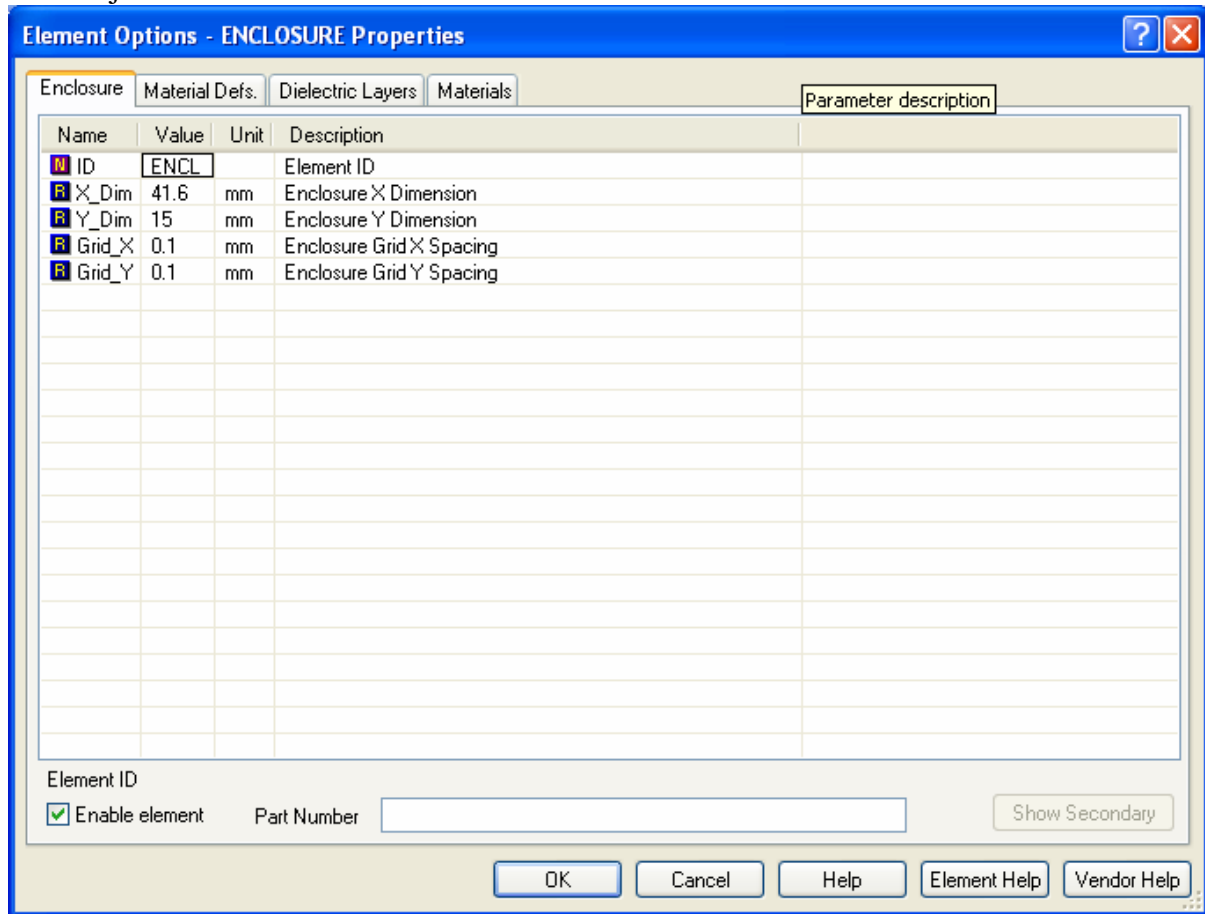 Element Options - ENCLOSURE Properties
Enclosure Material Defs. Dielectric Layers Materials
Parameter description
Name Value Unit Description
N ID ENCL Element ID
R X_Dim 41.6 mm Enclosure X Dimension
R Y_Dim 15 mm Enclosure Y Dimension
R Grid_X 0.1 mm Enclosure Grid X Spacing
R Grid_Y 0.1 mm Enclosure Grid Y Spacing
Element ID
Enable element Part Number Show Secondary
OK Cancel Help Element Help Vendor Help